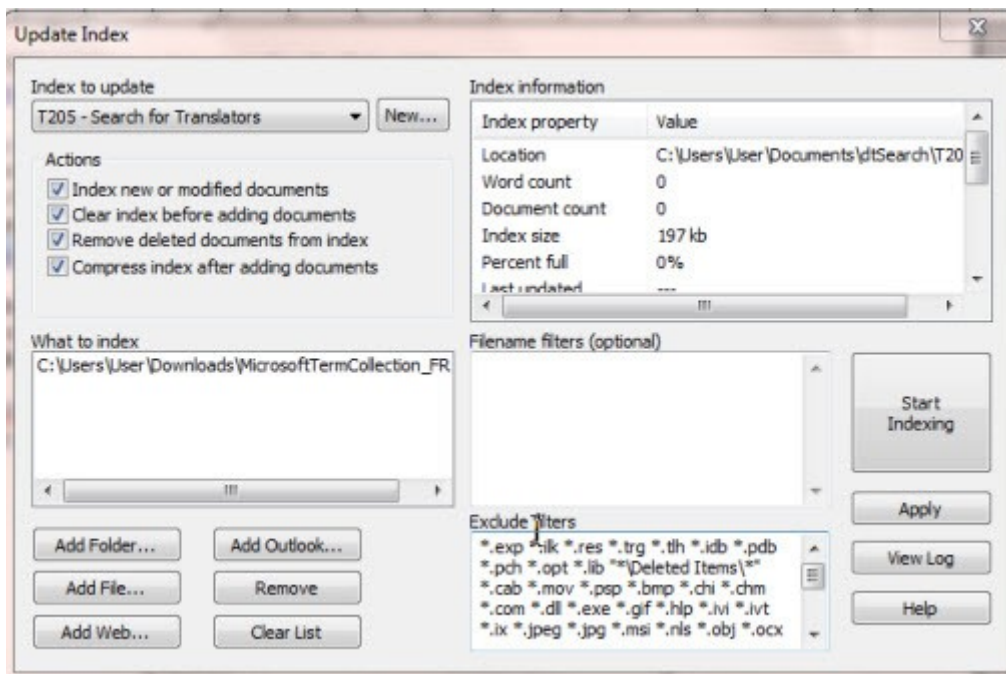 Update Index
Index to update
T205 - Search for Translators
New...
Actions
Index new or modified documents
Clear index before adding documents
Remove deleted documents from index
Compress index after adding documents
Index information
Index property Value
Location C:\Users\User\Documents\dtSearch\T20
Word count 0
Document count 0
Index size 197 kb
Percent full 0%
Last updated ---
What to index
C:\Users\User\Downloads\MicrosoftTermCollection_FR
Filename filters (optional)
Start
Indexing
Add Folder... Add Outlook...
Add File... Remove
Add Web... Clear List
Exclude filters
*.exp *.ilk *.res *.trg *.tlh *.idb *.pdb
*.pch *.opt *.lib "*\Deleted Items\*"
*.cab *.mov *.psp *.bmp *.chi *.chm
*.com *.dll *.exe *.gif *.hlp *.ivi *.ivt
*.ix *.jpeg *.jpg *.msi *.nls *.obj *.ocx
Apply
View Log
Help